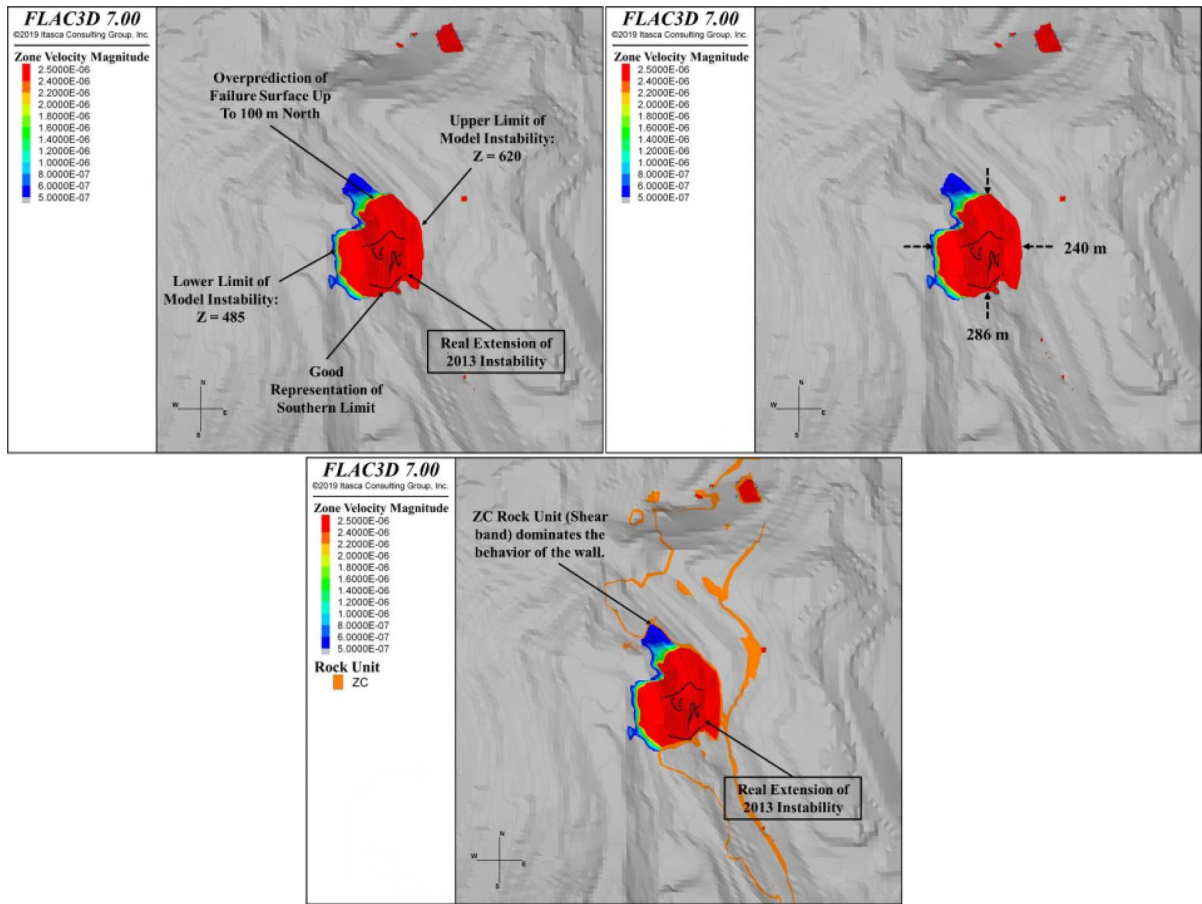 FLAC3D 7.00
©2019 Itasca Consulting Group, Inc.
Zone Velocity Magnitude
2.5000E-06
2.4000E-06
2.2000E-06
2.0000E-06
1.8000E-06
1.6000E-06
1.4000E-06
1.2000E-06
1.0000E-06
8.0000E-07
6.0000E-07
5.0000E-07
Overprediction of
Failure Surface Up
To 100 m North
Upper Limit of
Model Instability:
Z = 620
Lower Limit of
Model Instability:
Z = 485
Real Extension of
2013 Instability
Good
Representation of
Southern Limit
N
W
E
S
FLAC3D 7.00
©2019 Itasca Consulting Group, Inc.
Zone Velocity Magnitude
2.5000E-06
2.4000E-06
2.2000E-06
2.0000E-06
1.8000E-06
1.6000E-06
1.4000E-06
1.2000E-06
1.0000E-06
8.0000E-07
6.0000E-07
5.0000E-07
240 m
286 m
N
W
E
S
FLAC3D 7.00
©2019 Itasca Consulting Group, Inc.
Zone Velocity Magnitude
2.5000E-06
2.4000E-06
2.2000E-06
2.0000E-06
1.8000E-06
1.6000E-06
1.4000E-06
1.2000E-06
1.0000E-06
8.0000E-07
6.0000E-07
5.0000E-07
Rock Unit
ZC
ZC Rock Unit (Shear
band) dominates the
behavior of the wall.
Real Extension of
2013 Instability
N
W
E
S